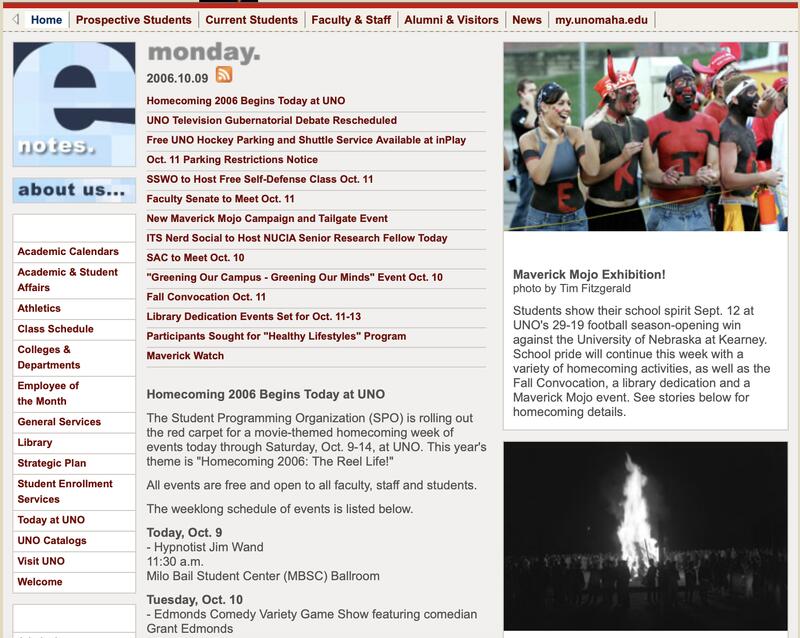 Home
Prospective Students
Current Students
Faculty & Staff
Alumni & Visitors
News
my.unomaha.edu
e
notes.
about us...
Academic Calendars
Academic & Student
Affairs
Athletics
Class Schedule
Colleges &
Departments
Employee of
the Month
General Services
Library
Strategic Plan
Student Enrollment
Services
Today at UNO
UNO Catalogs
Visit UNO
Welcome
monday.
2006.10.09
Homecoming 2006 Begins Today at UNO
UNO Television Gubernatorial Debate Rescheduled
Free UNO Hockey Parking and Shuttle Service Available at inPlay
Oct. 11 Parking Restrictions Notice
SSWO to Host Free Self-Defense Class Oct. 11
Faculty Senate to Meet Oct. 11
New Maverick Mojo Campaign and Tailgate Event
ITS Nerd Social to Host NUCIA Senior Research Fellow Today
SAC to Meet Oct. 10
"Greening Our Campus - Greening Our Minds" Event Oct. 10
Fall Convocation Oct. 11
Library Dedication Events Set for Oct. 11-13
Participants Sought for "Healthy Lifestyles" Program
Maverick Watch
Homecoming 2006 Begins Today at UNO
The Student Programming Organization (SPO) is rolling out
the red carpet for a movie-themed homecoming week of
events today through Saturday, Oct. 9-14, at UNO. This year's
theme is "Homecoming 2006: The Reel Life!"
All events are free and open to all faculty, staff and students.
The weeklong schedule of events is listed below.
Today, Oct. 9
- Hypnotist Jim Wand
11:30 a.m.
Milo Bail Student Center (MBSC) Ballroom
Tuesday, Oct. 10
- Edmonds Comedy Variety Game Show featuring comedian
Grant Edmonds
E
K
T
Maverick Mojo Exhibition!
photo by Tim Fitzgerald
Students show their school spirit Sept. 12 at
UNO's 29-19 football season-opening win
against the University of Nebraska at Kearney.
School pride will continue this week with a
variety of homecoming activities, as well as the
Fall Convocation, a library dedication and a
Maverick Mojo event. See stories below for
homecoming details.